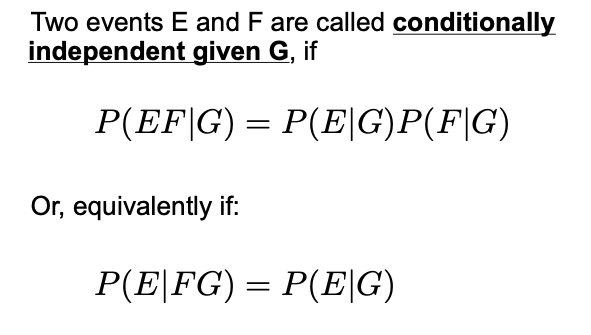 Two events E and F are called conditionally
independent given G, if
P(EF|G) = P(E|G)P(F|G)
Or, equivalently if:
P(E|FG) = P(E|G)